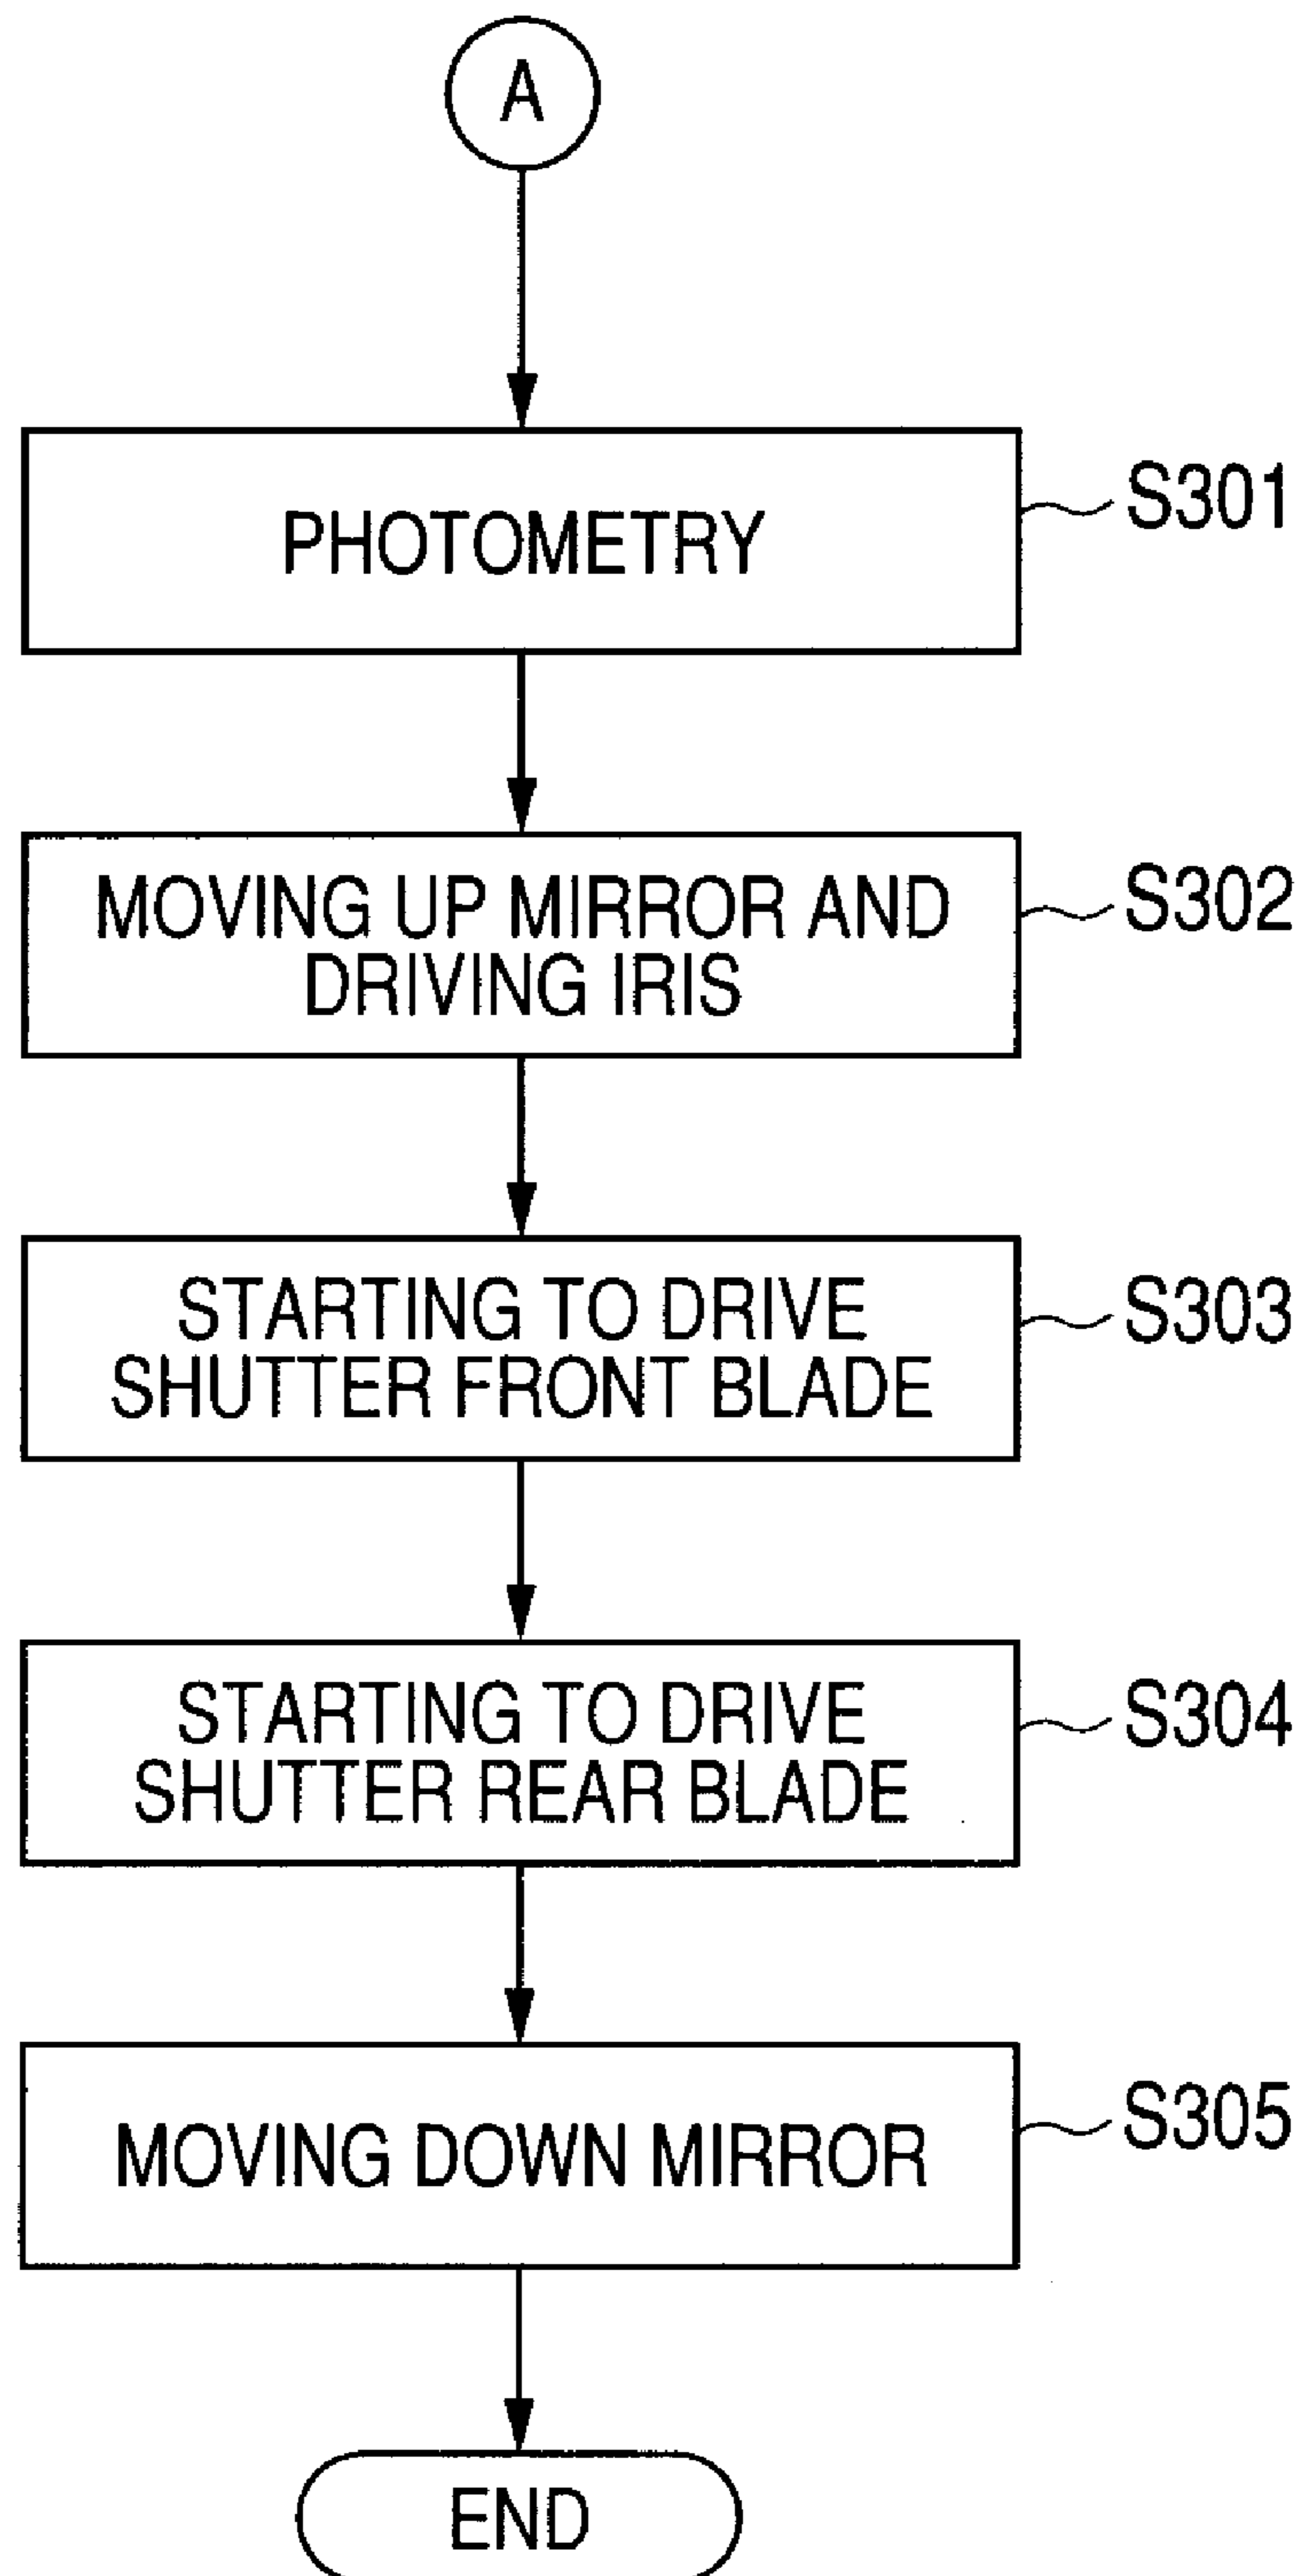 A
PHOTOMETRY
S301
MOVING UP MIRROR AND
DRIVING IRIS
S302
STARTING TO DRIVE
SHUTTER FRONT BLADE
S303
STARTING TO DRIVE
SHUTTER REAR BLADE
S304
MOVING DOWN MIRROR
S305
END